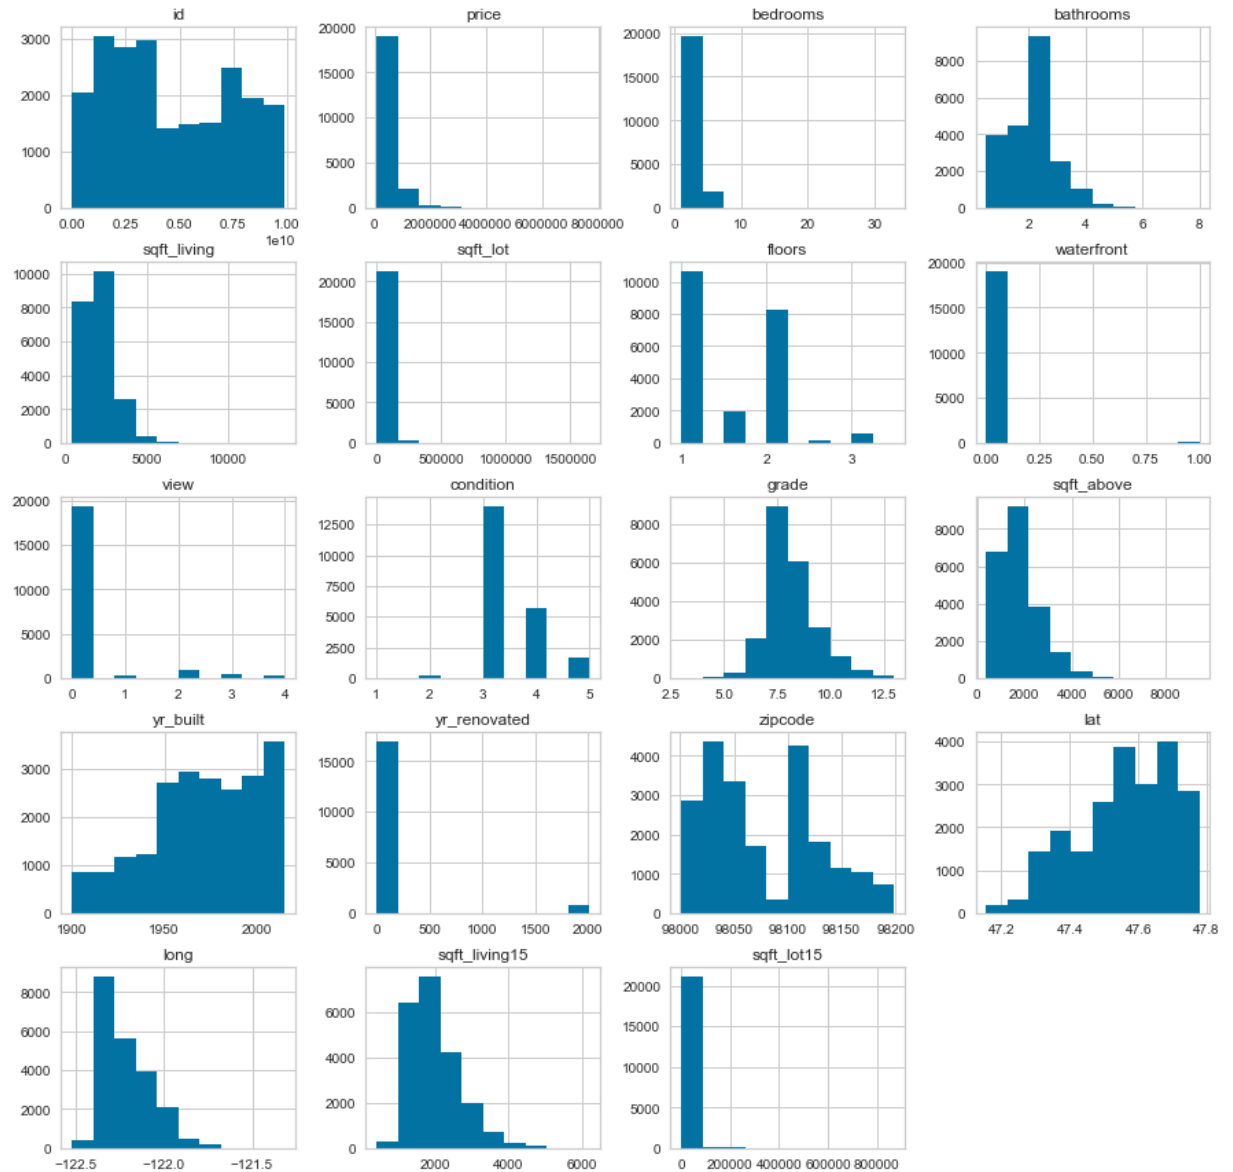 id price bedrooms bathrooms
3000 2000 1000 0
20000 15000 10000 5000 0
20000 15000 10000 5000 0
8000 6000 4000 2000 0
0.00 0.25 0.50 0.75 1.00
1e10
0 2000000 4000000 6000000 8000000
0 10 20 30
2 4 6 8
sqft_living sqft_lot floors waterfront
10000 8000 6000 4000 2000 0
20000 15000 10000 5000 0
10000 8000 6000 4000 2000 0
20000 15000 10000 5000 0
0 5000 10000
0 500000 1000000 1500000
1 2 3
0.00 0.25 0.50 0.75 1.00
view condition grade sqft_above
20000 15000 10000 5000 0
12500 10000 7500 5000 2500 0
8000 6000 4000 2000 0
8000 6000 4000 2000 0
0 1 2 3 4
1 2 3 4 5
2.5 5.0 7.5 10.0 12.5
0 2000 4000 6000 8000
yr_built yr_renovated zipcode lat
3000 2000 1000 0
15000 10000 5000 0
4000 3000 2000 1000 0
4000 3000 2000 1000 0
1900 1950 2000
0 500 1000 1500 2000
98000 98050 98100 98150 98200
47.2 47.4 47.6 47.8
long sqft_living15 sqft_lot15
8000 6000 4000 2000 0
6000 4000 2000 0
20000 15000 10000 5000 0
−122.5 −122.0 −121.5
2000 4000 6000
0 200000 400000 600000 800000